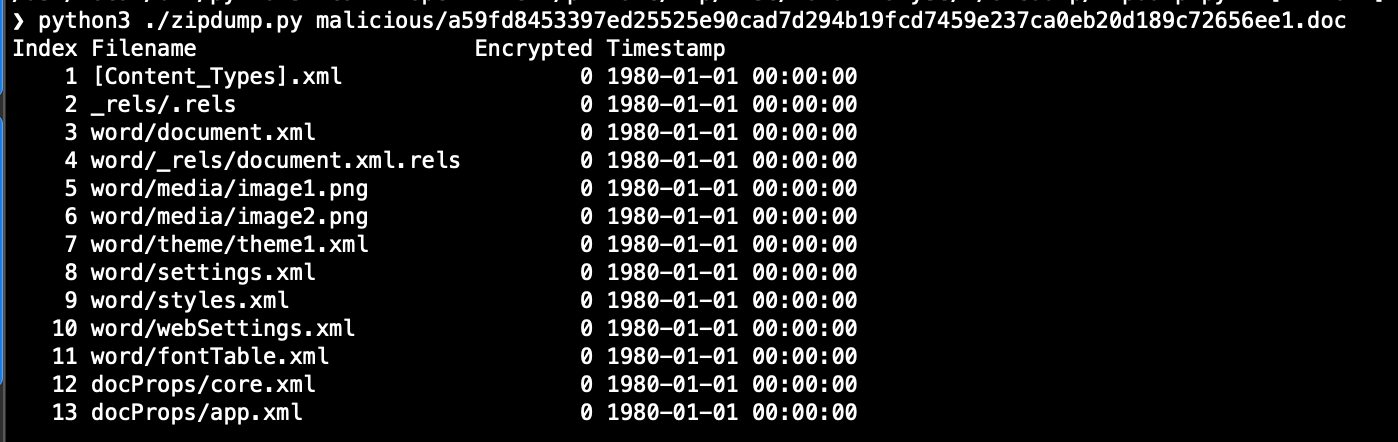 ❯ python3 ./zipdump.py malicious/a59fd8453397ed25525e90cad7d294b19fcd7459e237ca0eb20d189c72656ee1.doc
Index Filename                     Encrypted Timestamp
    1 [Content_Types].xml                  0 1980-01-01 00:00:00
    2 _rels/.rels                          0 1980-01-01 00:00:00
    3 word/document.xml                    0 1980-01-01 00:00:00
    4 word/_rels/document.xml.rels         0 1980-01-01 00:00:00
    5 word/media/image1.png                0 1980-01-01 00:00:00
    6 word/media/image2.png                0 1980-01-01 00:00:00
    7 word/theme/theme1.xml                0 1980-01-01 00:00:00
    8 word/settings.xml                    0 1980-01-01 00:00:00
    9 word/styles.xml                      0 1980-01-01 00:00:00
   10 word/webSettings.xml                 0 1980-01-01 00:00:00
   11 word/fontTable.xml                   0 1980-01-01 00:00:00
   12 docProps/core.xml                    0 1980-01-01 00:00:00
   13 docProps/app.xml                     0 1980-01-01 00:00:00